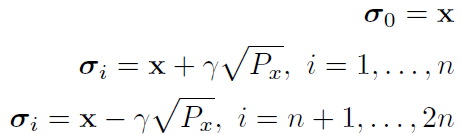 𝝈₀ = 𝐱
𝝈ᵢ = 𝐱 + γ√Pₓ, i = 1, . . . , n
𝝈ᵢ = 𝐱 − γ√Pₓ, i = n + 1, . . . , 2n